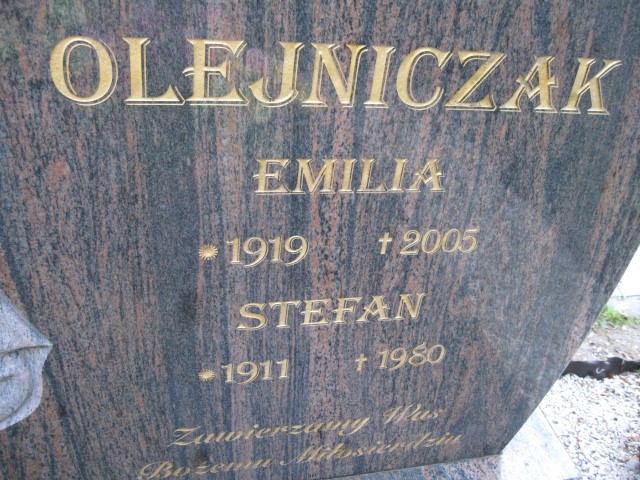 OLEJNICZAK
EMILIA
* 1919 † 2005
STEFAN
* 1911 † 1980
Zawierzamy Was
Bożemu Miłosierdziu